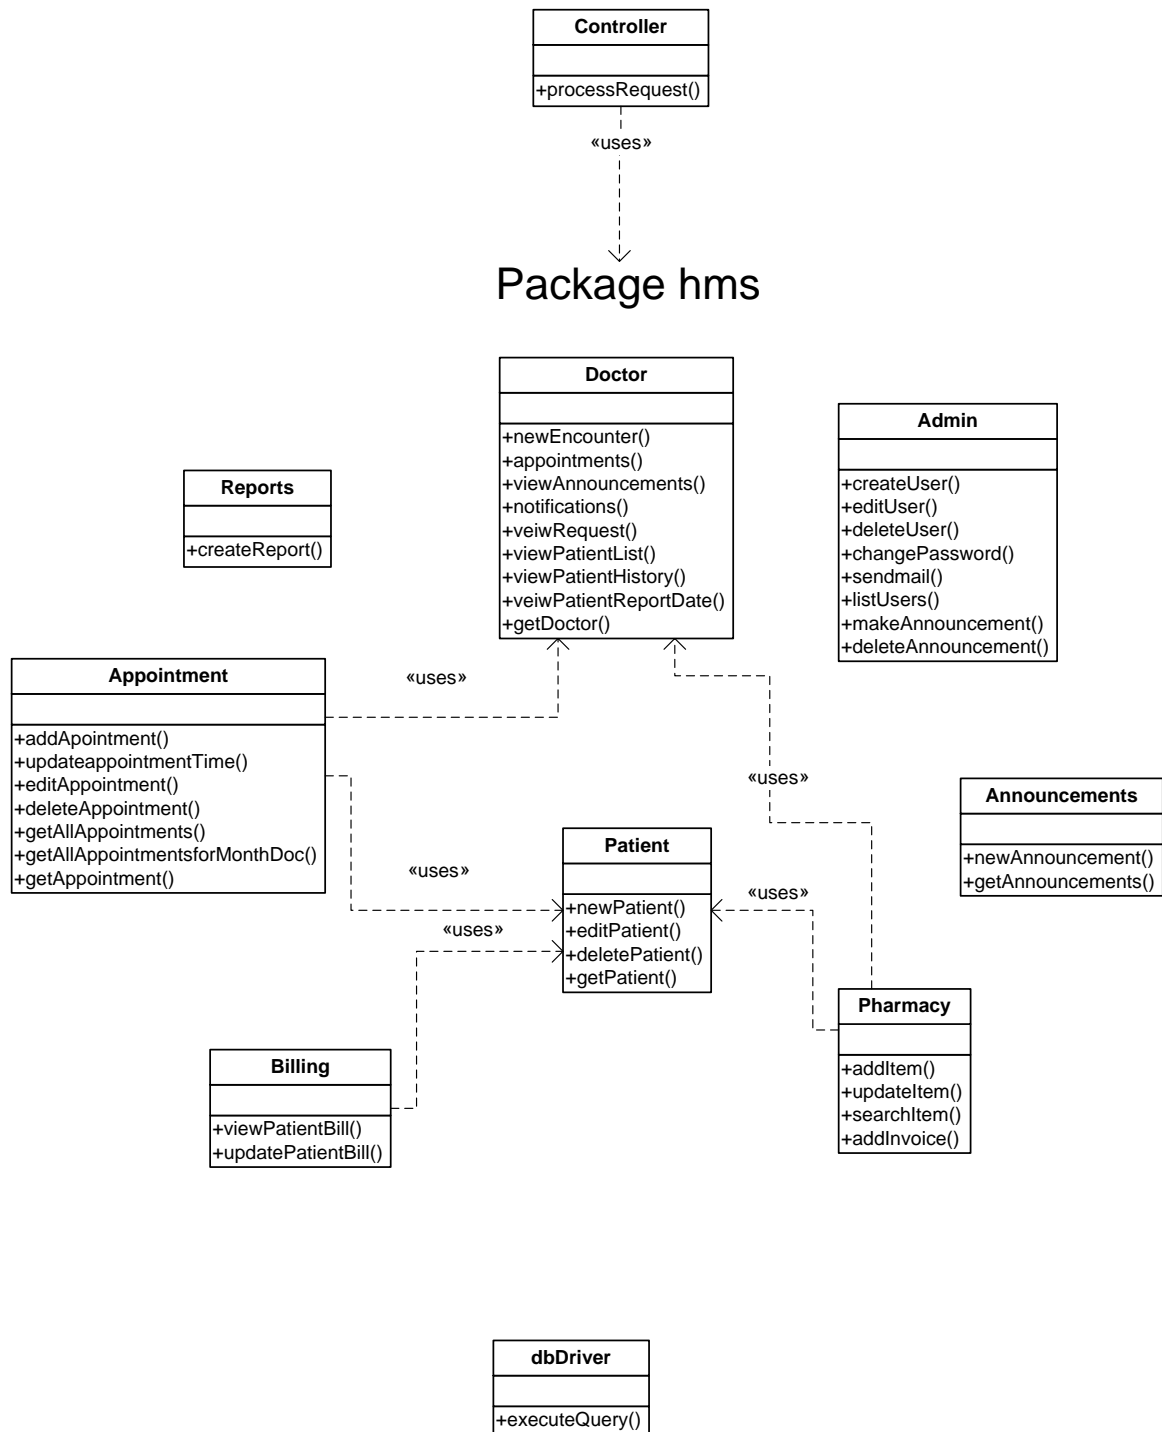 Controller
+processRequest()
«uses»
Package hms
Doctor
+newEncounter()
+appointments()
+viewAnnouncements()
+notifications()
+veiwRequest()
+viewPatientList()
+viewPatientHistory()
+veiwPatientReportDate()
+getDoctor()
Admin
+createUser()
+editUser()
+deleteUser()
+changePassword()
+sendmail()
+listUsers()
+makeAnnouncement()
+deleteAnnouncement()
Reports
+createReport()
Appointment
+addApointment()
+updateappointmentTime()
+editAppointment()
+deleteAppointment()
+getAllAppointments()
+getAllAppointmentsforMonthDoc()
+getAppointment()
«uses»
«uses»
«uses»
«uses»
«uses»
Announcements
+newAnnouncement()
+getAnnouncements()
Patient
+newPatient()
+editPatient()
+deletePatient()
+getPatient()
Pharmacy
+addItem()
+updateItem()
+searchItem()
+addInvoice()
Billing
+viewPatientBill()
+updatePatientBill()
dbDriver
+executeQuery()